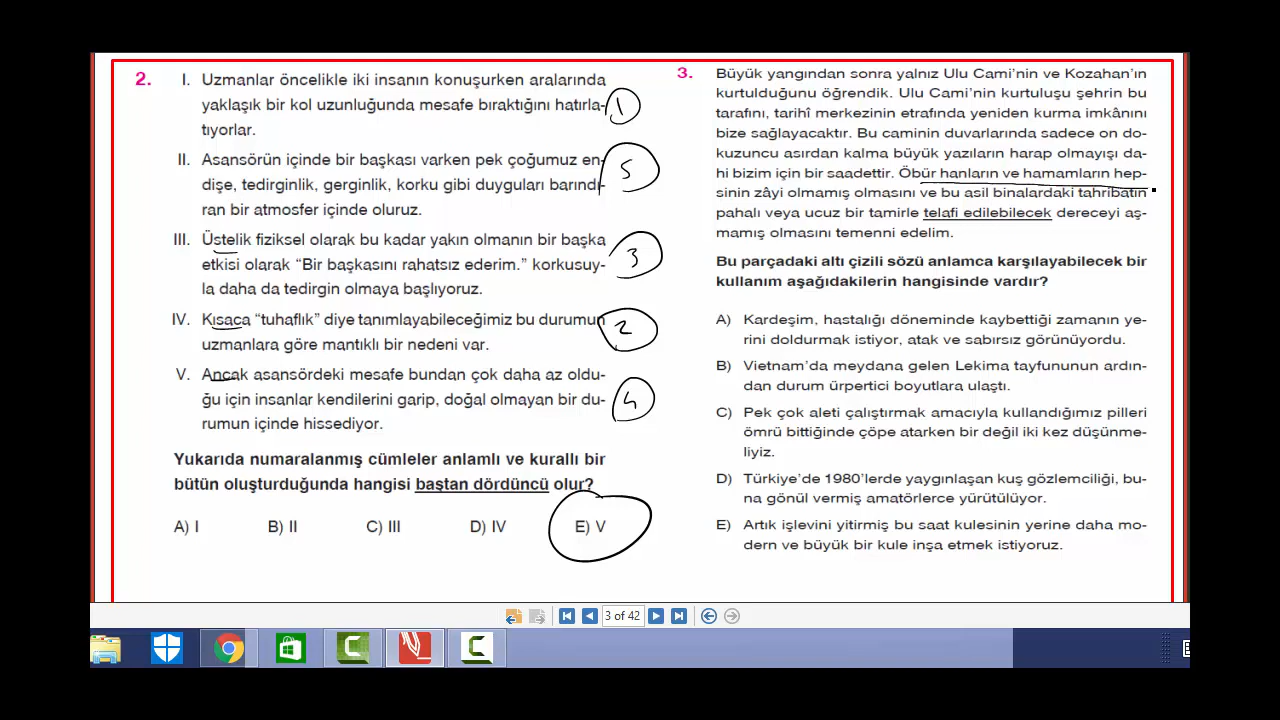 2.
I. Uzmanlar öncelikle iki insanın konuşurken aralarında
yaklaşık bir kol uzunluğunda mesafe bıraktığını hatırla-
tıyorlar.
1
II. Asansörün içinde bir başkası varken pek çoğumuz en-
dişe, tedirginlik, gerginlik, korku gibi duyguları barındı-
ran bir atmosfer içinde oluruz.
5
III. Üstelik fiziksel olarak bu kadar yakın olmanın bir başka
etkisi olarak “Bir başkasını rahatsız ederim.” korkusuy-
la daha da tedirgin olmaya başlıyoruz.
3
IV. Kısaca “tuhaflık” diye tanımlayabileceğimiz bu durumun
uzmanlara göre mantıklı bir nedeni var.
2
V. Ancak asansördeki mesafe bundan çok daha az oldu-
ğu için insanlar kendilerini garip, doğal olmayan bir du-
rumun içinde hissediyor.
4
Yukarıda numaralanmış cümleler anlamlı ve kurallı bir
bütün oluşturduğunda hangisi baştan dördüncü olur?
A) I B) II C) III D) IV E) V
3.
Büyük yangından sonra yalnız Ulu Cami’nin ve Kozahan’ın
kurtulduğunu öğrendik. Ulu Cami’nin kurtuluşu şehrin bu
tarafını, tarihî merkezinin etrafında yeniden kurma imkânını
bize sağlayacaktır. Bu caminin duvarlarında sadece on do-
kuzuncu asırdan kalma büyük yazıların harap olmayışı da-
hi bizim için bir saadettir. Öbür hanların ve hamamların hep-
sinin zâyi olmamış olmasını ve bu asil binalardaki tahribatın
pahalı veya ucuz bir tamirle telafi edilebilecek dereceyi aş-
mamış olmasını temenni edelim.
Bu parçadaki altı çizili sözü anlamca karşılayabilecek bir
kullanım aşağıdakilerin hangisinde vardır?
A) Kardeşim, hastalığı döneminde kaybettiği zamanın ye-
rini doldurmak istiyor, atak ve sabırsız görünüyordu.
B) Vietnam’da meydana gelen Lekima tayfununun ardın-
dan durum ürpertici boyutlara ulaştı.
C) Pek çok aleti çalıştırmak amacıyla kullandığımız pilleri
ömrü bittiğinde çöpe atarken bir değil iki kez düşünme-
liyiz.
D) Türkiye’de 1980’lerde yaygınlaşan kuş gözlemciliği, bu-
na gönül vermiş amatörlerce yürütülüyor.
E) Artık işlevini yitirmiş bu saat kulesinin yerine daha mo-
dern ve büyük bir kule inşa etmek istiyoruz.
3 of 42